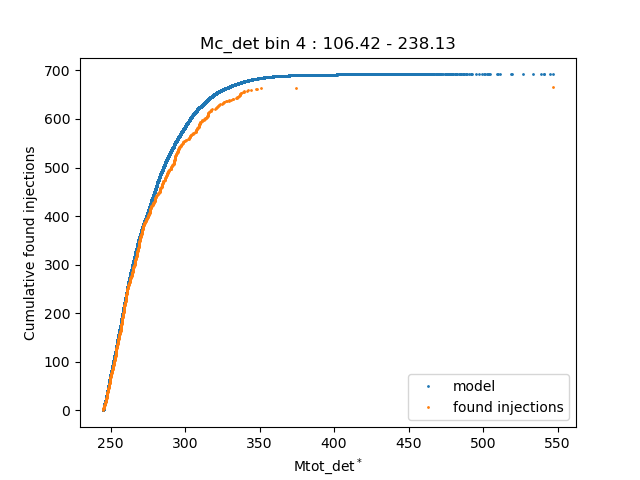 Mc_det bin 4 : 106.42 - 238.13
700
600
500
400
300
200
100
0
Cumulative found injections
250 300 350 400 450 500 550
Mtot_det*
model
found injections